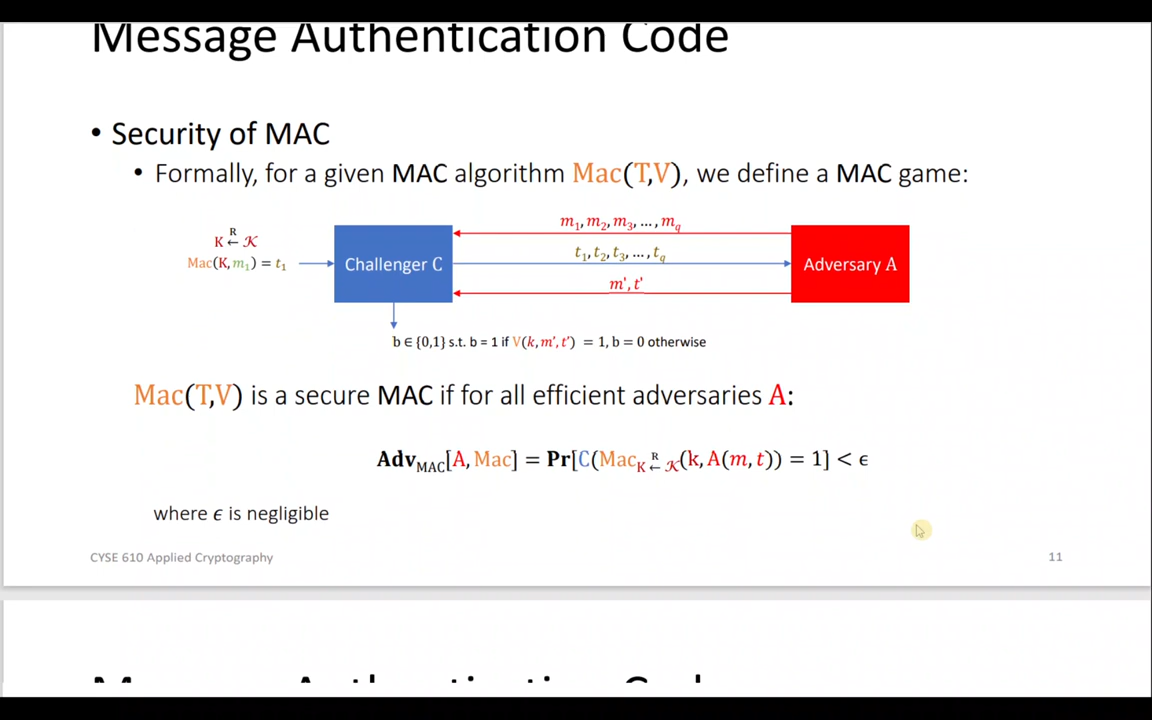 Message Authentication Code
• Security of MAC
• Formally, for a given MAC algorithm Mac(T,V), we define a MAC game:
K ←ᴿ 𝒦
Mac(K, m₁) = t₁
Challenger C
m₁, m₂, m₃, …, m_q
t₁, t₂, t₃, …, t_q
m', t'
Adversary A
b ∈ {0,1} s.t. b = 1 if V(k, m', t') = 1, b = 0 otherwise
Mac(T,V) is a secure MAC if for all efficient adversaries A:
Adv_MAC[A, Mac] = Pr[C(Mac_K ←ᴿ 𝒦(k, A(m, t)) = 1] < ϵ
where ϵ is negligible
CYSE 610 Applied Cryptography
11